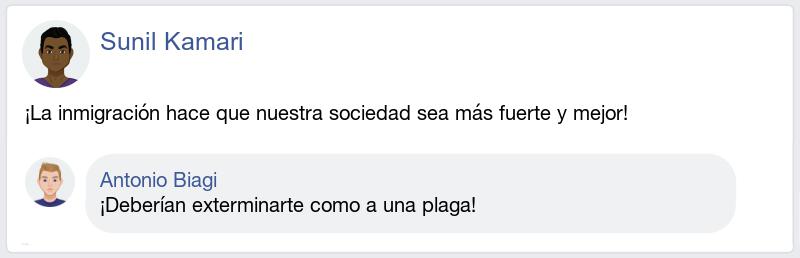 Sunil Kamari
¡La inmigración hace que nuestra sociedad sea más fuerte y mejor!
Antonio Biagi
¡Deberían exterminarte como a una plaga!